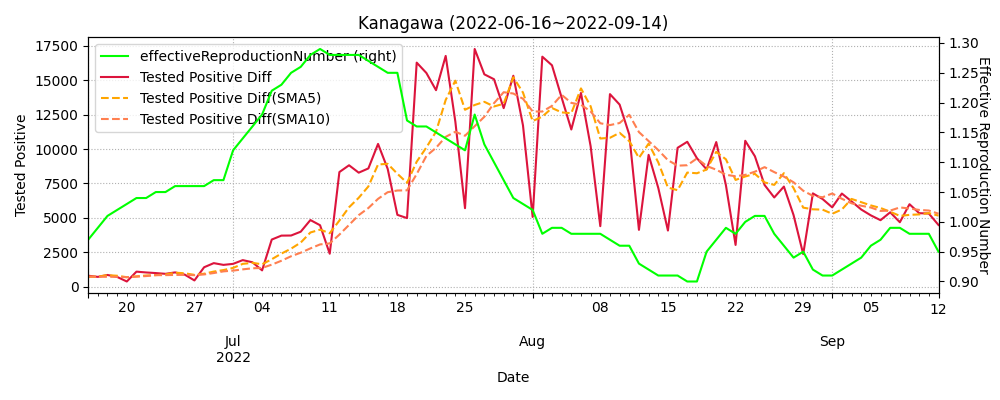 Kanagawa (2022-06-16~2022-09-14)
effectiveReproductionNumber (right)
Tested Positive Diff
Tested Positive Diff(SMA5)
Tested Positive Diff(SMA10)
Tested Positive
17500
15000
12500
10000
7500
5000
2500
0
Effective Reproduction Number
1.30
1.25
1.20
1.15
1.10
1.05
1.00
0.95
0.90
20 27 04 11 18 25 08 15 22 29 05 12
Jul Aug Sep
2022
Date